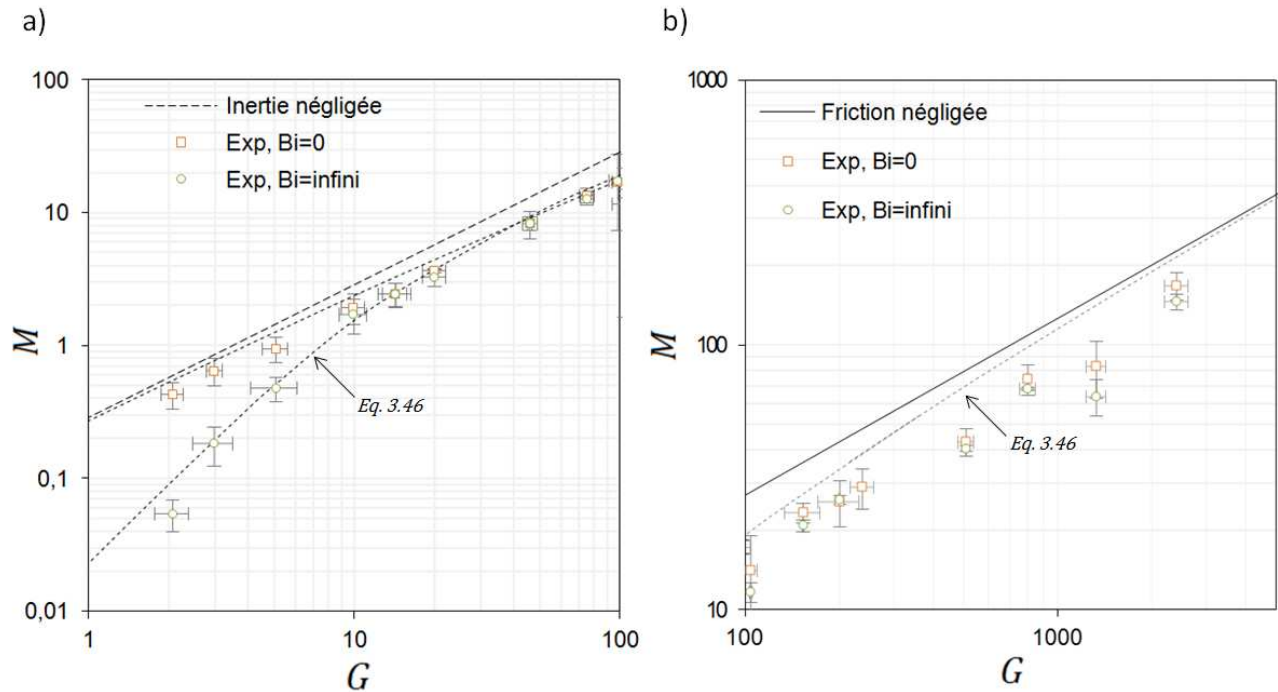 a)
100
10
1
0,1
0,01
M
Inertie négligée
Exp, Bi=0
Exp, Bi=infini
Eq. 3.46
1
10
100
G
b)
1000
100
10
M
Friction négligée
Exp, Bi=0
Exp, Bi=infini
Eq. 3.46
100
1000
G